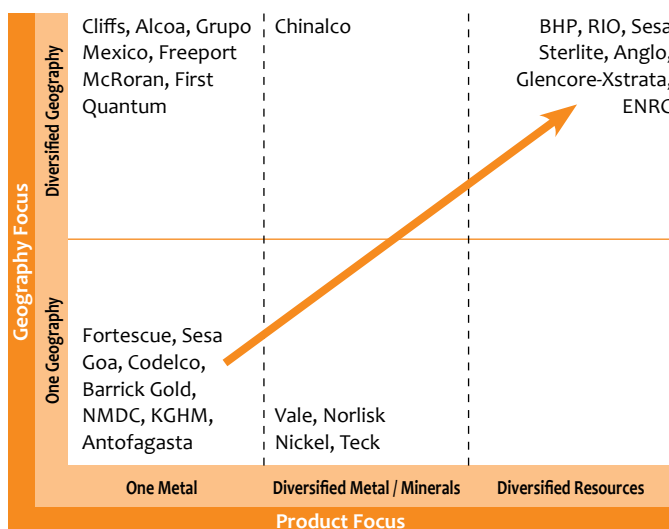 Geography Focus
Diversified Geography
One Geography
Cliffs, Alcoa, Grupo
Mexico, Freeport
McRoran, First
Quantum
Chinalco
BHP, RIO, Sesa
Sterlite, Anglo,
Glencore-Xstrata,
ENRC
Fortescue, Sesa
Goa, Codelco,
Barrick Gold,
NMDC, KGHM,
Antofagasta
Vale, Norlisk
Nickel, Teck
One Metal
Diversified Metal / Minerals
Diversified Resources
Product Focus